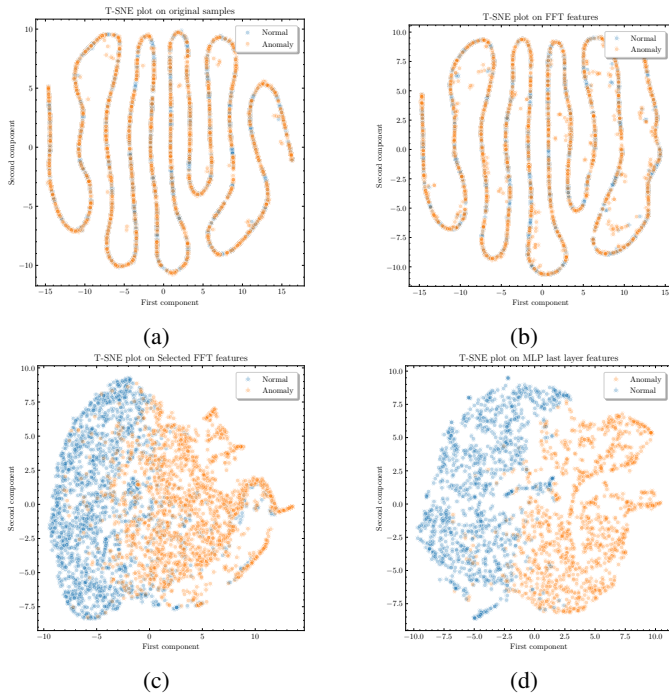 T-SNE plot on original samples
Normal
Anomaly
10
5
0
−5
−10
Second component
−15 −10 −5 0 5 10 15
First component
(a)
T-SNE plot on FFT features
Normal
Anomaly
10.0
7.5
5.0
2.5
0.0
−2.5
−5.0
−7.5
−10.0
Second component
−15 −10 −5 0 5 10 15
First component
(b)
T-SNE plot on Selected FFT features
Normal
Anomaly
10.0
7.5
5.0
2.5
0.0
−2.5
−5.0
−7.5
Second component
−10 −5 0 5 10
First component
(c)
T-SNE plot on MLP last layer features
Anomaly
Normal
10.0
7.5
5.0
2.5
0.0
−2.5
−5.0
−7.5
Second component
−10.0 −7.5 −5.0 −2.5 0.0 2.5 5.0 7.5 10.0
First component
(d)